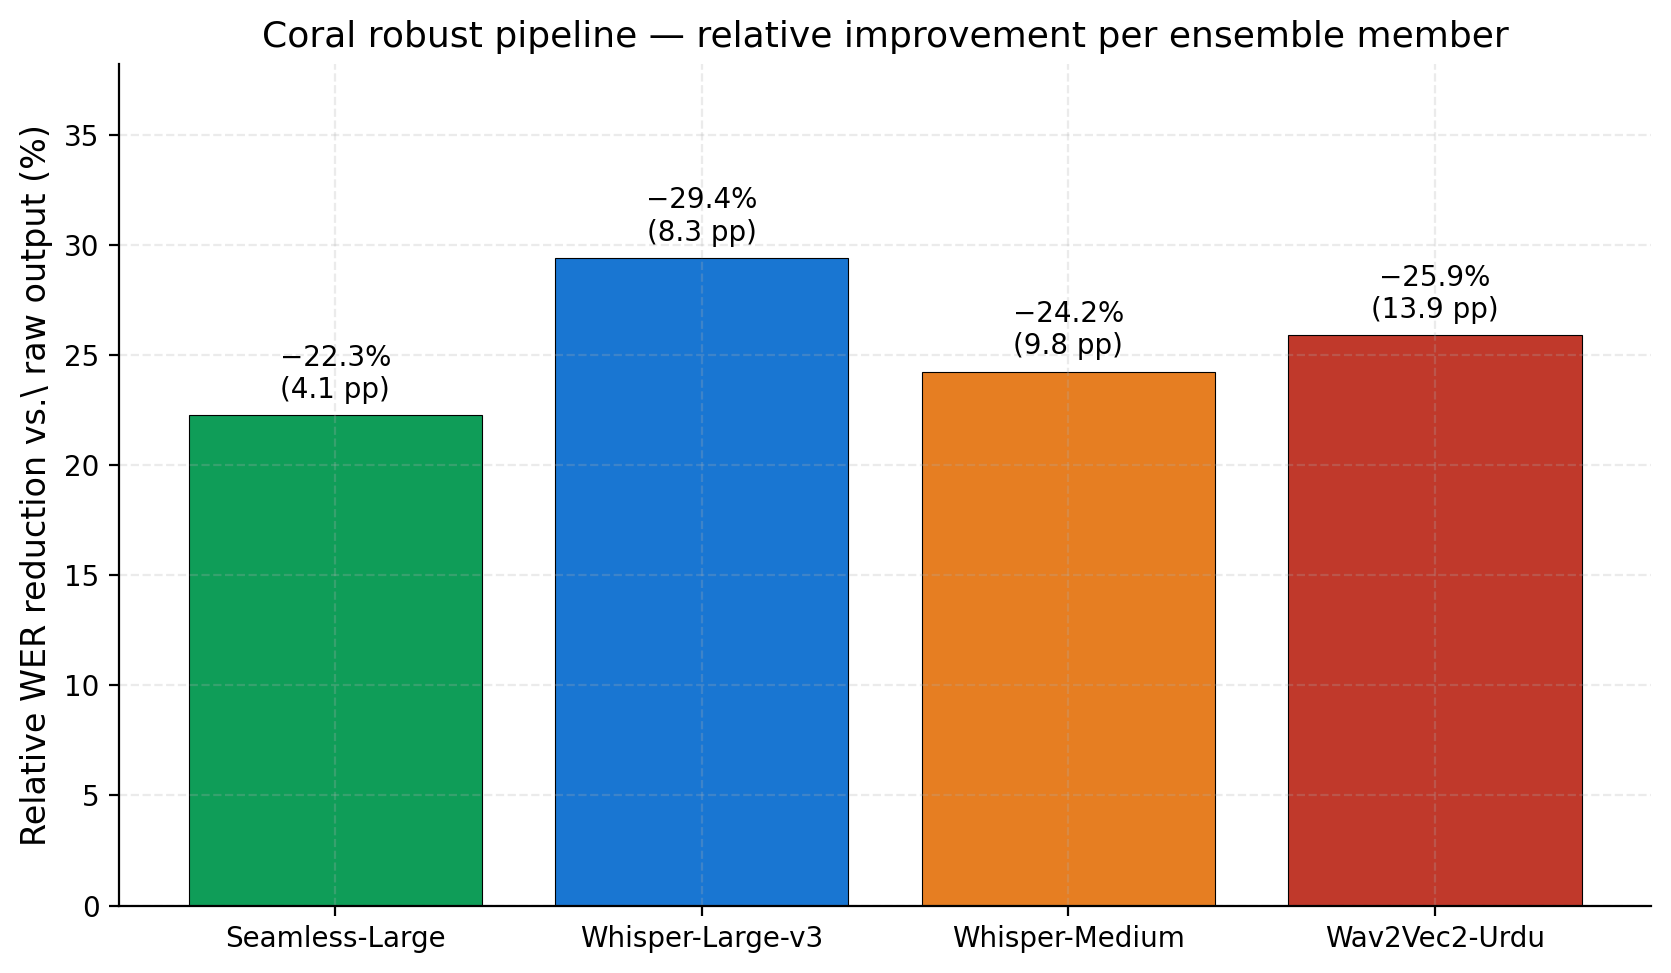 Coral robust pipeline — relative improvement per ensemble member
Relative WER reduction vs.\ raw output (%)
35
30
25
20
15
10
5
0
−22.3%
(4.1 pp)
−29.4%
(8.3 pp)
−24.2%
(9.8 pp)
−25.9%
(13.9 pp)
Seamless-Large
Whisper-Large-v3
Whisper-Medium
Wav2Vec2-Urdu